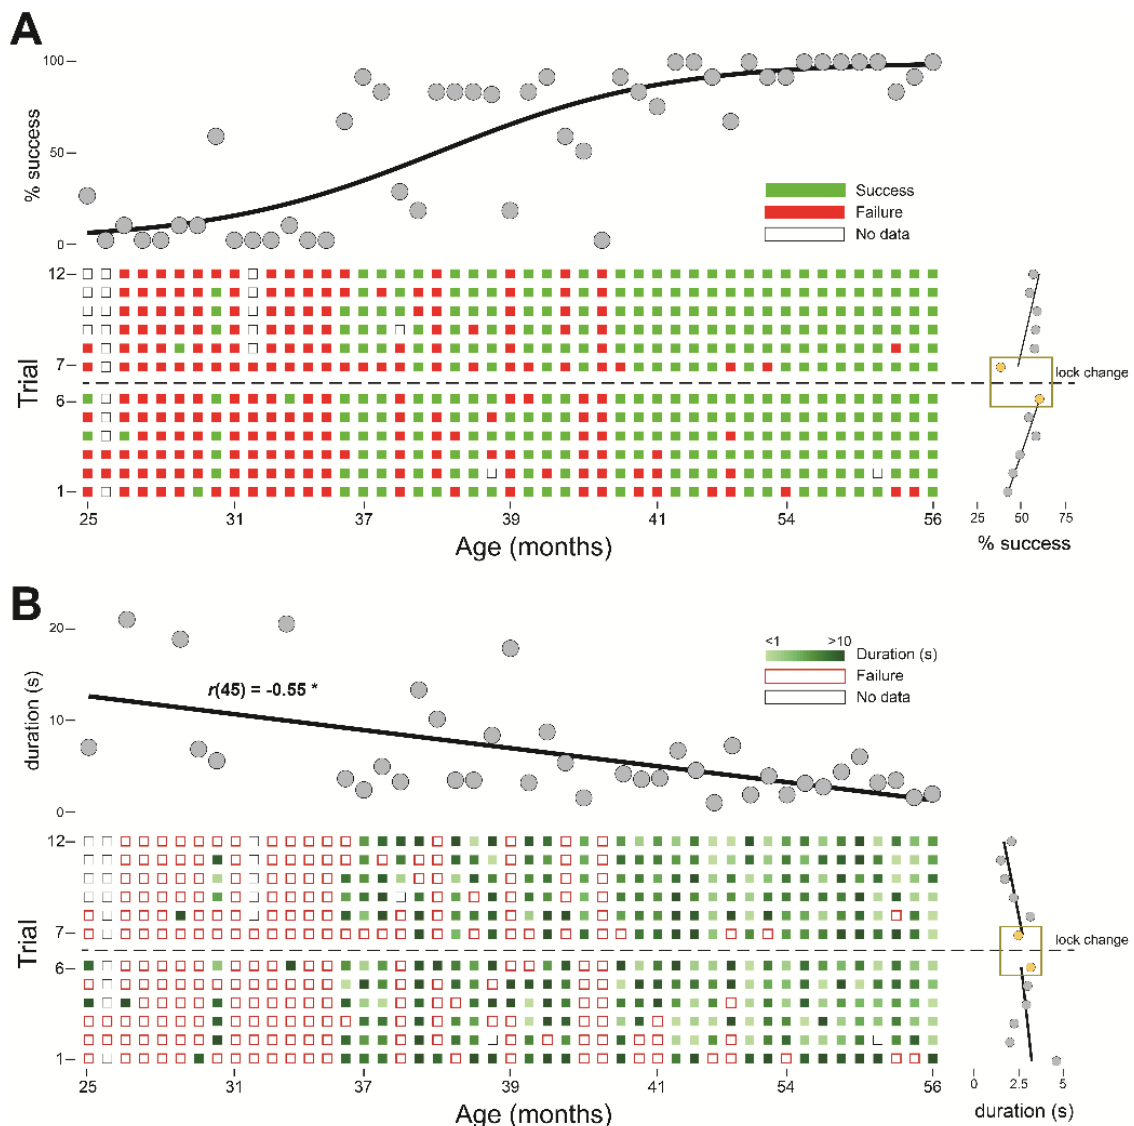 A
100
50
0
% success
Success
Failure
No data
12
7
6
1
Trial
lock change
25 31 37 39 41 54 56
Age (months)
25 50 75
% success
B
20
10
0
duration (s)
r(45) = -0.55 *
<1 >10
Duration (s)
Failure
No data
12
7
6
1
Trial
lock change
25 31 37 39 41 54 56
Age (months)
0 2.5 5
duration (s)